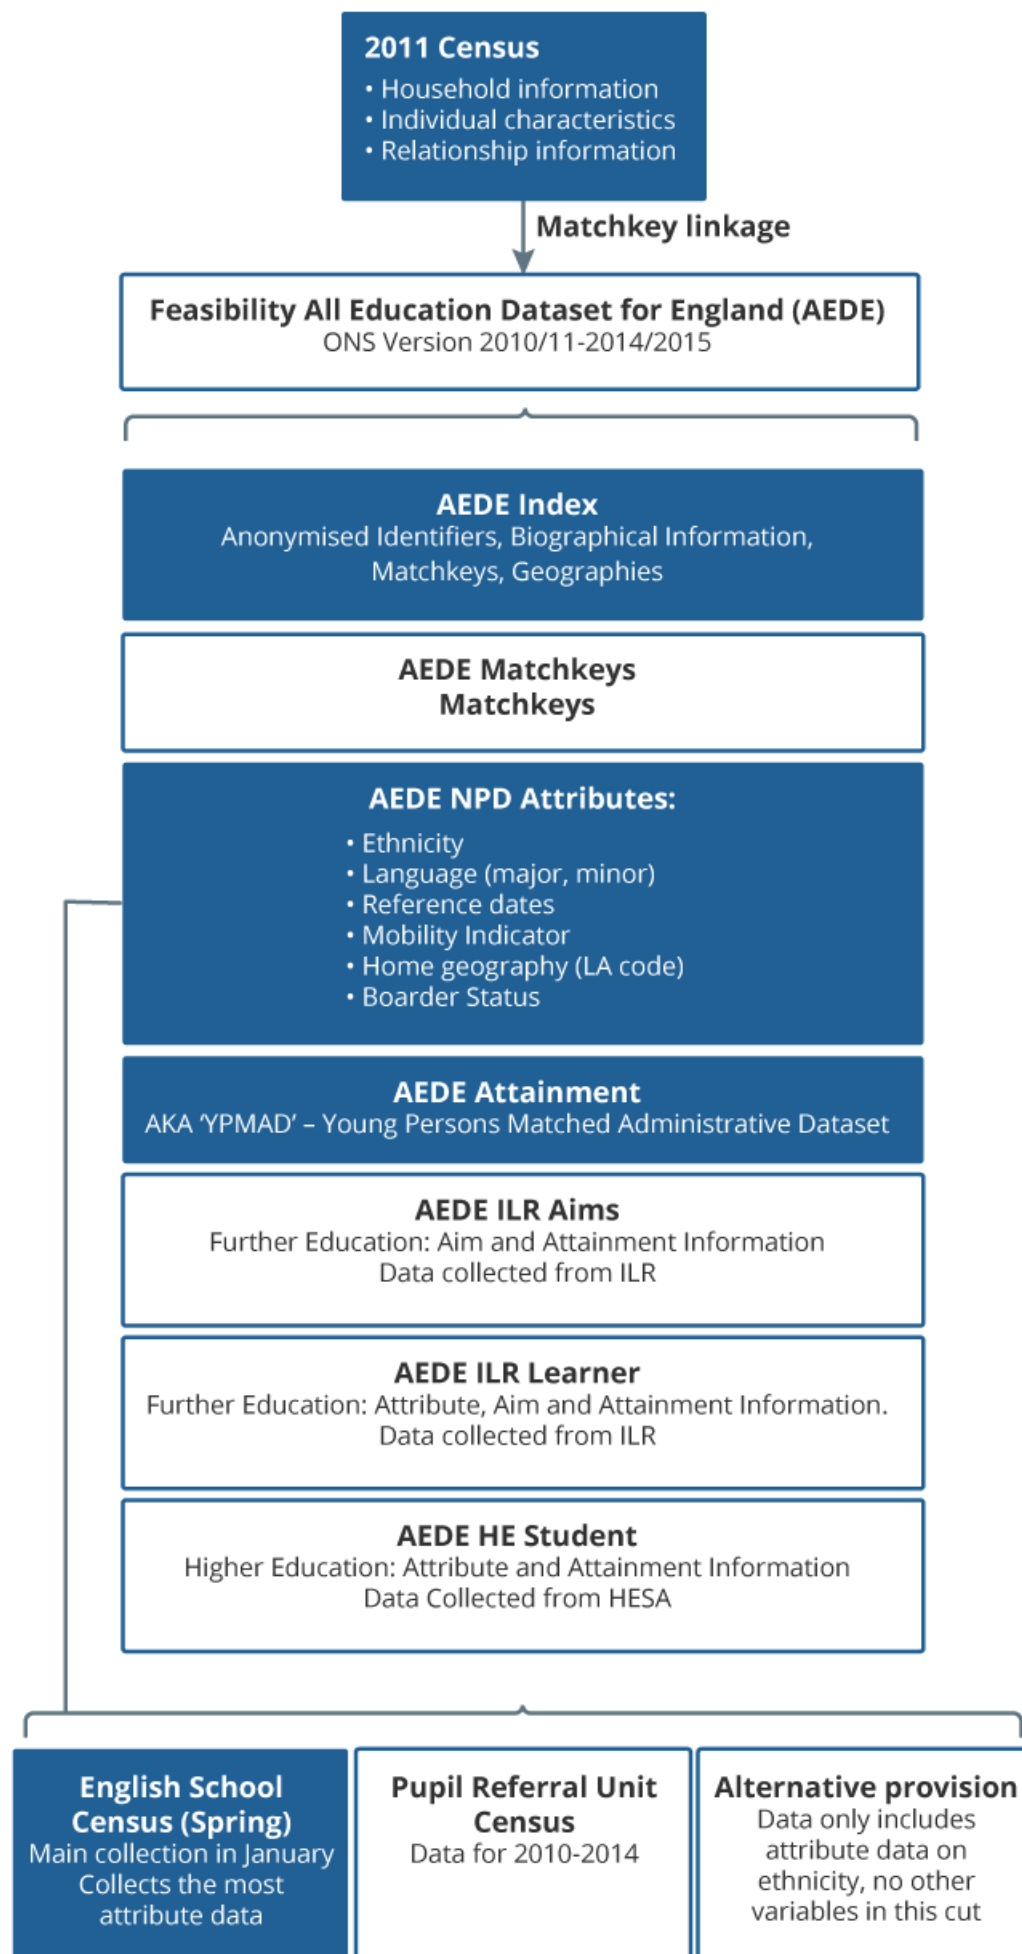 2011 Census
• Household information
• Individual characteristics
• Relationship information
Matchkey linkage
Feasibility All Education Dataset for England (AEDE)
ONS Version 2010/11-2014/2015
AEDE Index
Anonymised Identifiers, Biographical Information,
Matchkeys, Geographies
AEDE Matchkeys
Matchkeys
AEDE NPD Attributes:
• Ethnicity
• Language (major, minor)
• Reference dates
• Mobility Indicator
• Home geography (LA code)
• Boarder Status
AEDE Attainment
AKA ‘YPMAD’ – Young Persons Matched Administrative Dataset
AEDE ILR Aims
Further Education: Aim and Attainment Information
Data collected from ILR
AEDE ILR Learner
Further Education: Attribute, Aim and Attainment Information.
Data collected from ILR
AEDE HE Student
Higher Education: Attribute and Attainment Information
Data Collected from HESA
English School
Census (Spring)
Main collection in January
Collects the most
attribute data
Pupil Referral Unit
Census
Data for 2010-2014
Alternative provision
Data only includes
attribute data on
ethnicity, no other
variables in this cut